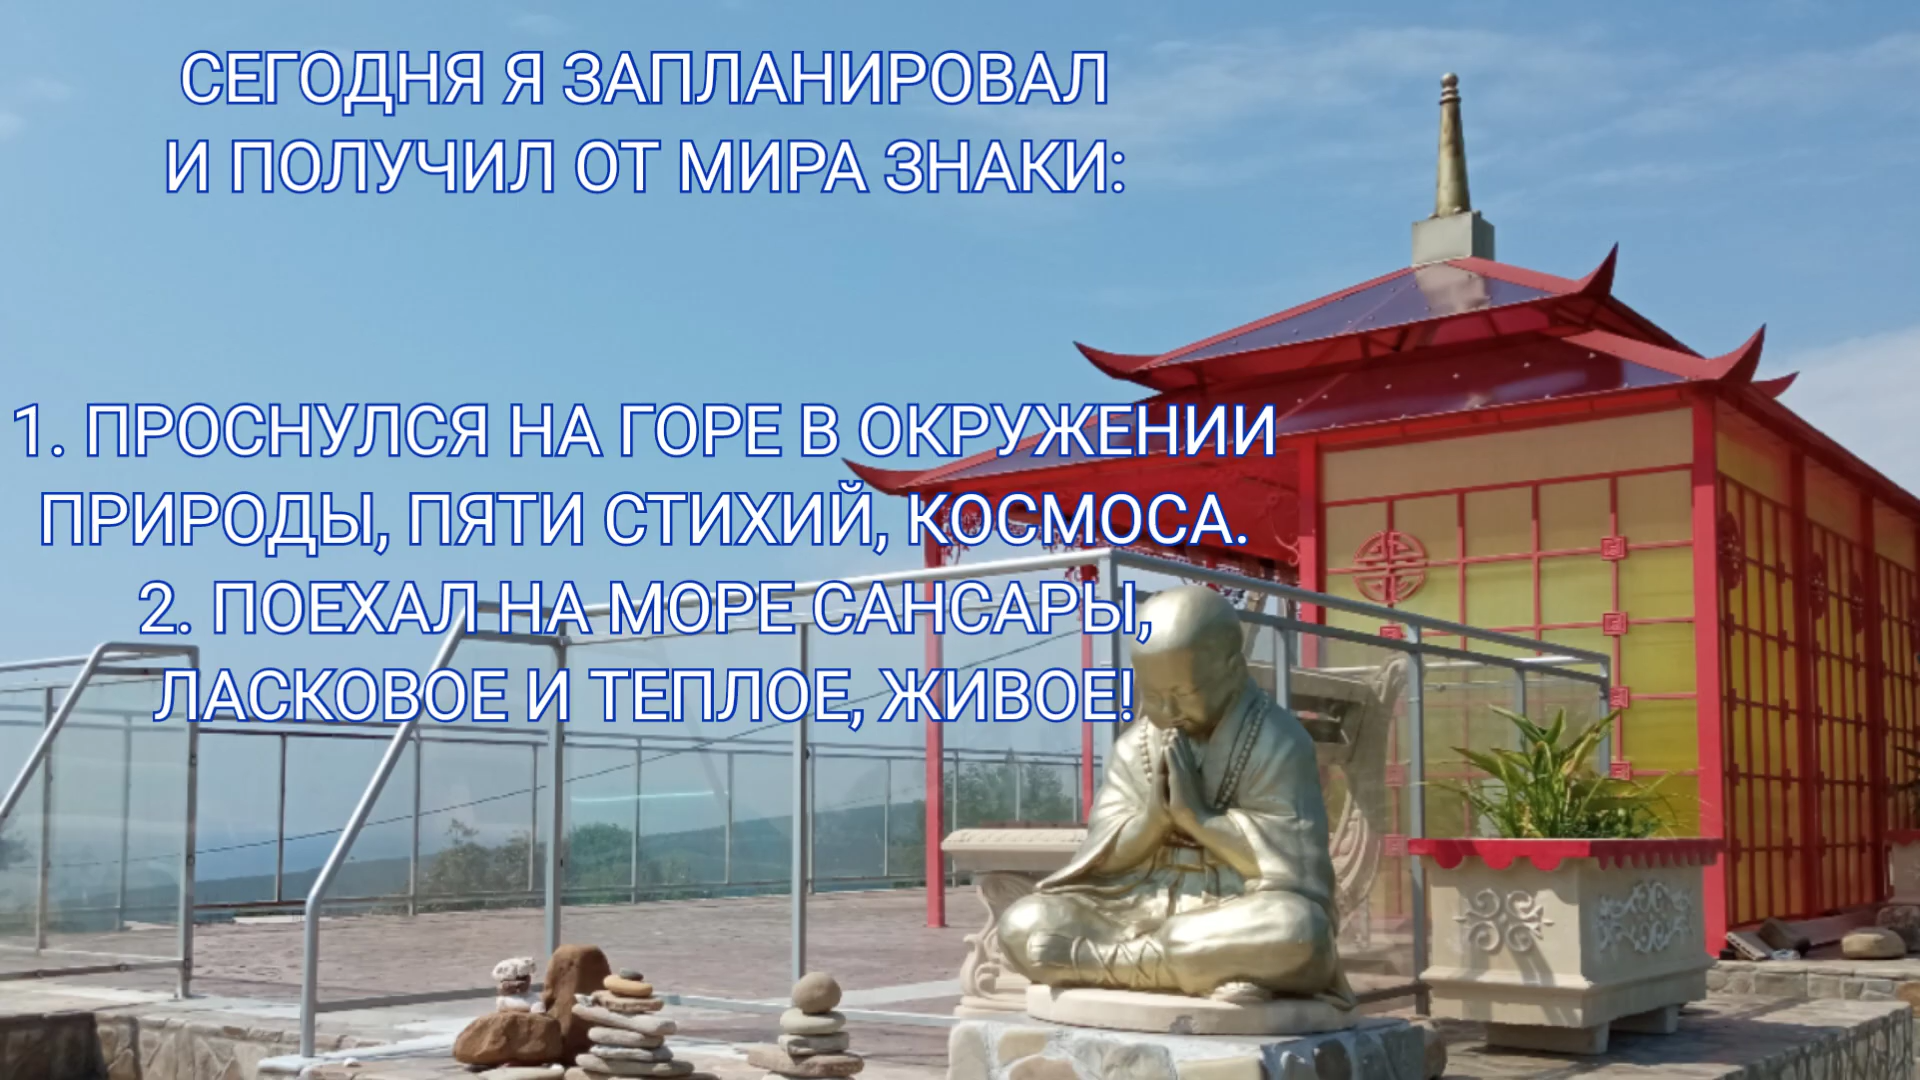 СЕГОДНЯ Я ЗАПЛАНИРОВАЛ
И ПОЛУЧИЛ ОТ МИРА ЗНАКИ:
1. ПРОСНУЛСЯ НА ГОРЕ В ОКРУЖЕНИИ
ПРИРОДЫ, ПЯТИ СТИХИЙ, КОСМОСА.
2. ПОЕХАЛ НА МОРЕ САНСАРЫ,
ЛАСКОВОЕ И ТЕПЛОЕ, ЖИВОЕ!